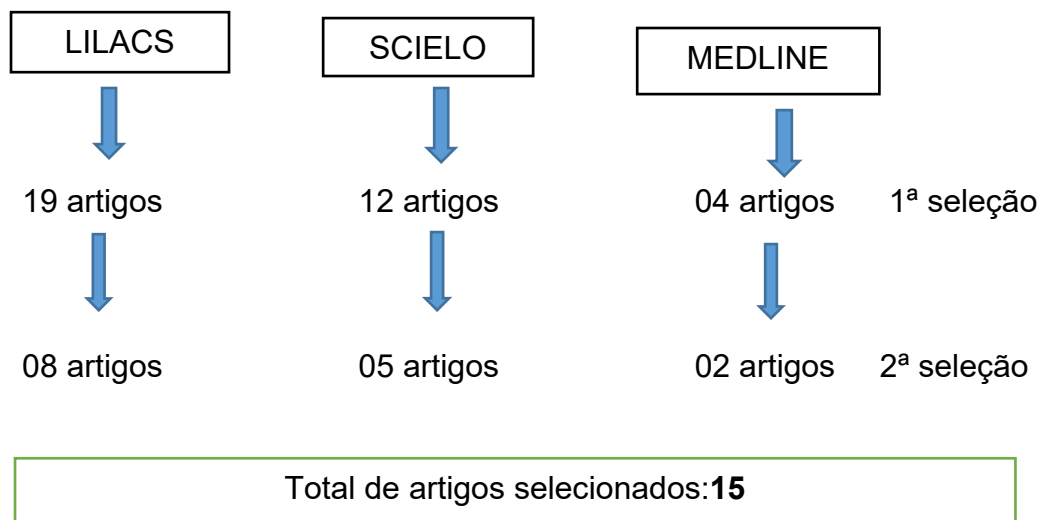 LILACS SCIELO MEDLINE
19 artigos 12 artigos 04 artigos 1ª seleção
08 artigos 05 artigos 02 artigos 2ª seleção
Total de artigos selecionados:15